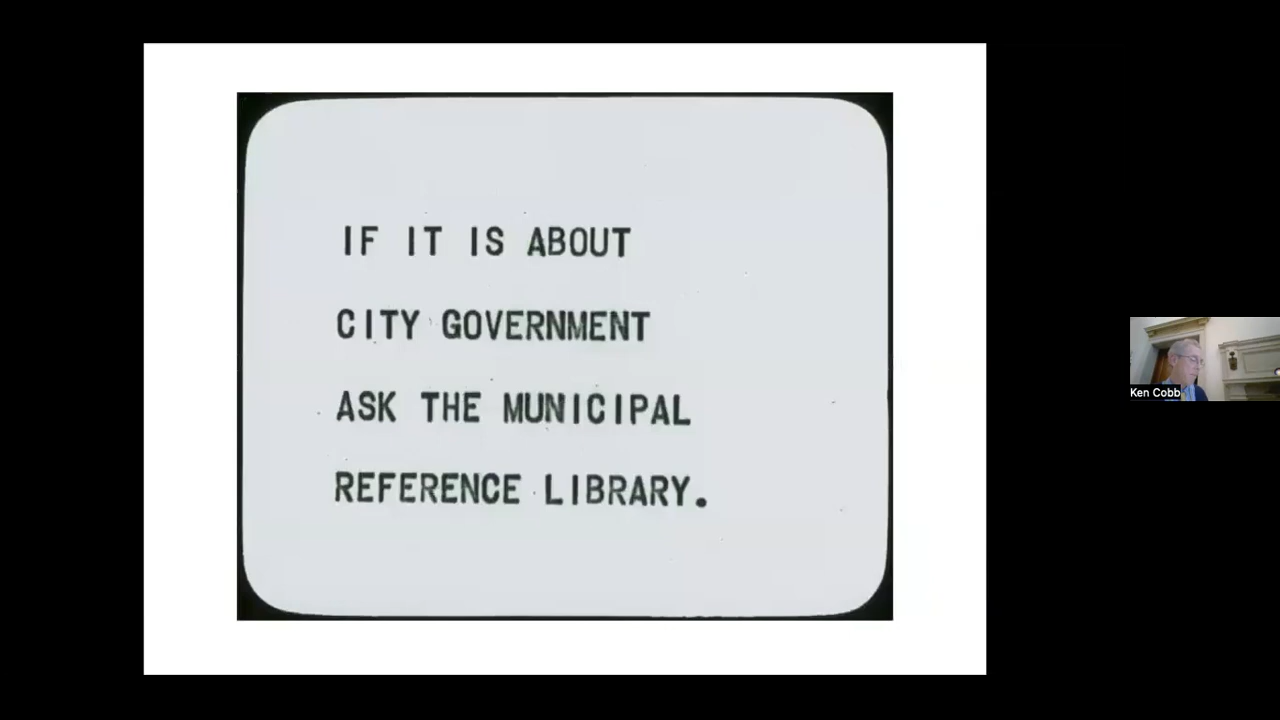 IF IT IS ABOUT
CITY GOVERNMENT
ASK THE MUNICIPAL
REFERENCE LIBRARY.
Ken Cobb